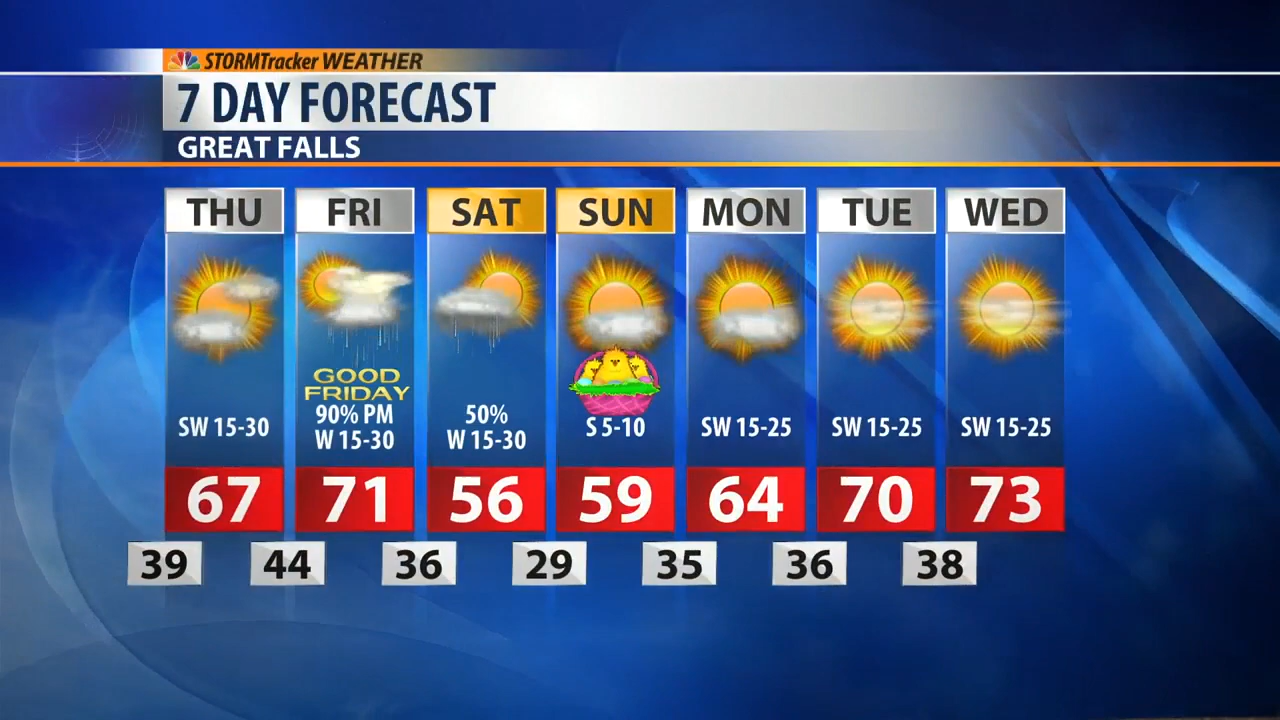 STORMTracker WEATHER
7 DAY FORECAST
GREAT FALLS
THU FRI SAT SUN MON TUE WED
GOOD
FRIDAY
90% PM 50%
SW 15-30 W 15-30 W 15-30 S 5-10 SW 15-25 SW 15-25 SW 15-25
67 71 56 59 64 70 73
39 44 36 29 35 36 38